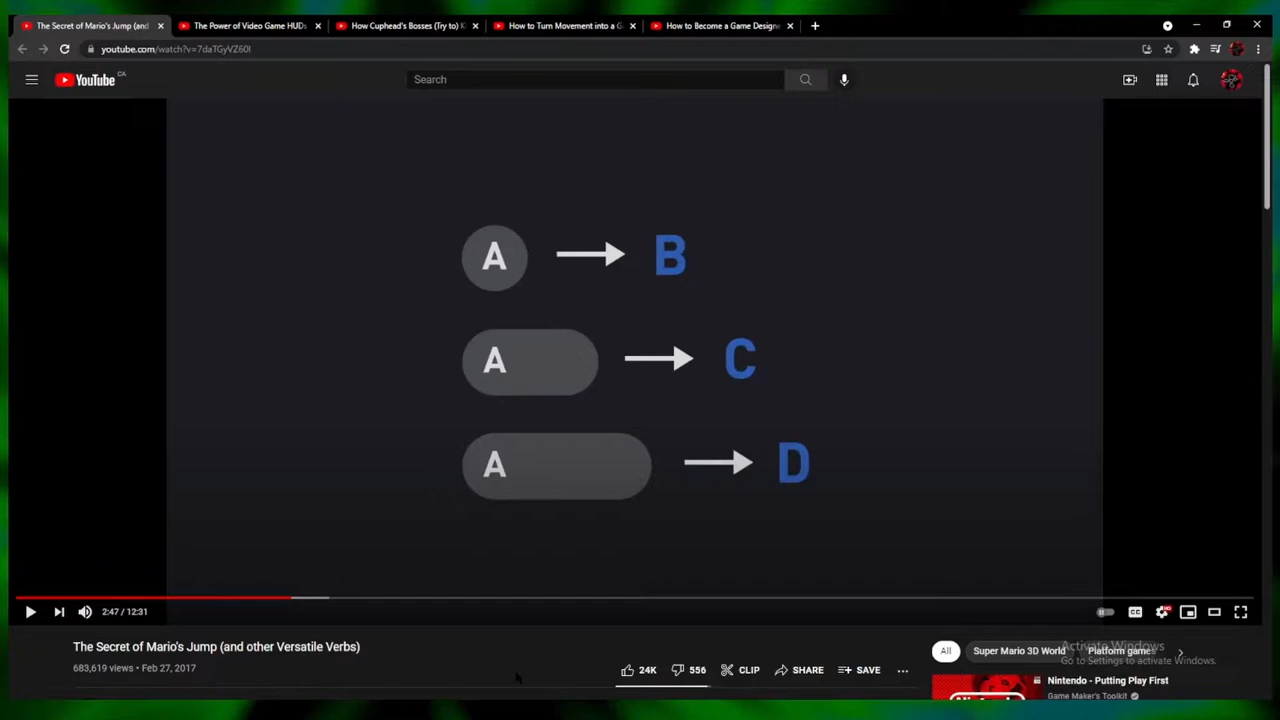 The Secret of Mario's Jump (and
The Power of Video Game HUDs
How Cuphead's Bosses (Try to) K
How to Turn Movement into a G
How to Become a Game Designe
youtube.com/watch?v=7daTGyVZ60I
YouTube CA
Search
A → B
A → C
A → D
2:47 / 12:31
CC
HD
The Secret of Mario's Jump (and other Versatile Verbs)
683,619 views • Feb 27, 2017
24K
556
CLIP
SHARE
SAVE
All
Super Mario 3D World
Platform game
Activate Windows
Go to Settings to activate Windows.
Nintendo - Putting Play First
Game Maker's Toolkit